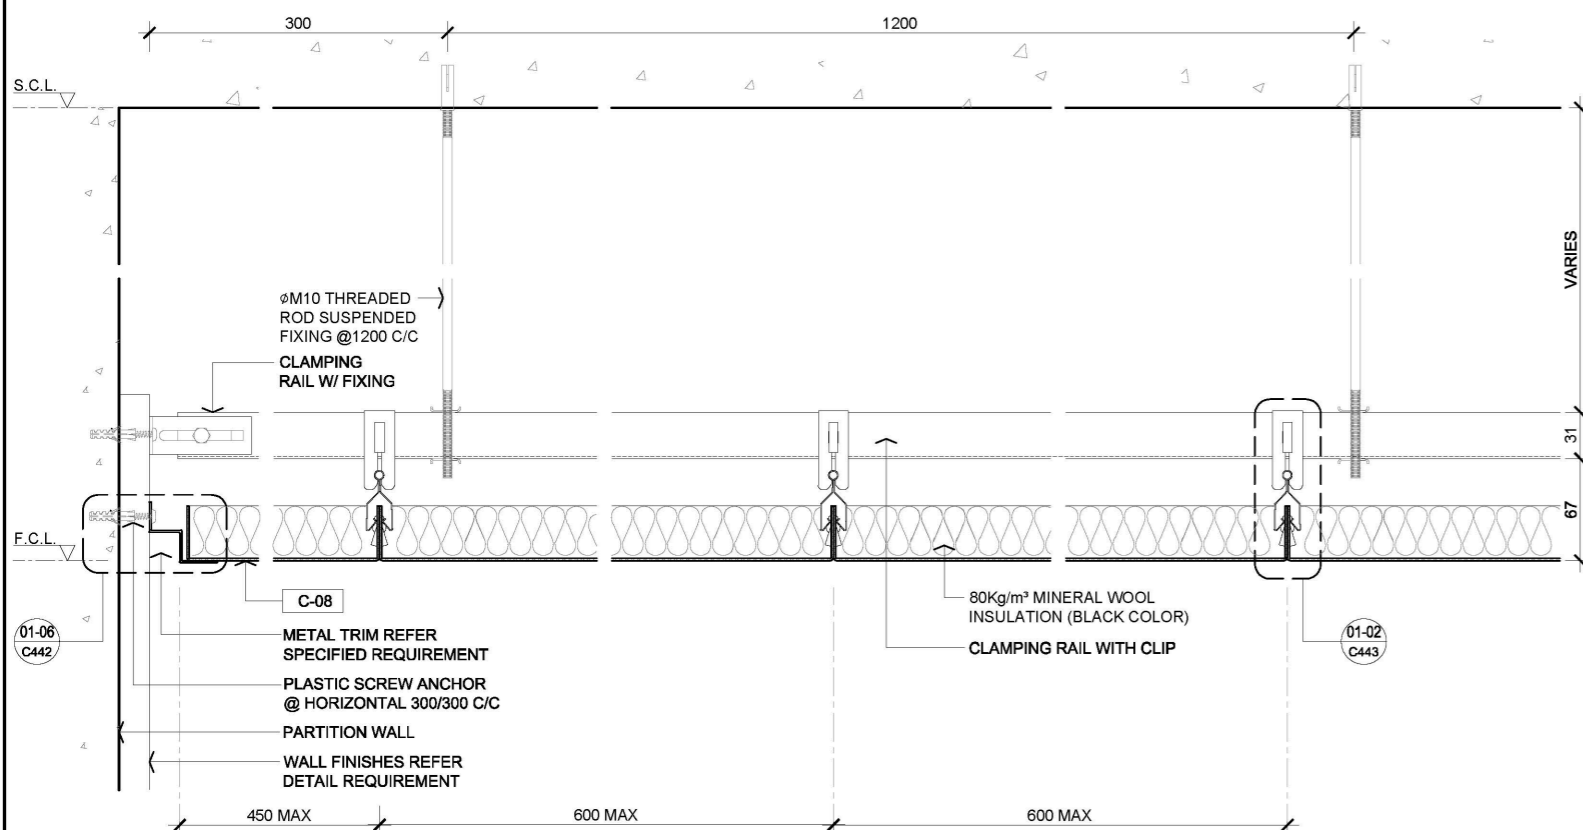 300
1200
S.C.L.
VARIES
øM10 THREADED
ROD SUSPENDED
FIXING @1200 C/C
CLAMPING
RAIL W/ FIXING
31
67
F.C.L.
C-08
80Kg/m³ MINERAL WOOL
INSULATION (BLACK COLOR)
01-06
C442
METAL TRIM REFER
SPECIFIED REQUIREMENT
CLAMPING RAIL WITH CLIP
01-02
C443
PLASTIC SCREW ANCHOR
@ HORIZONTAL 300/300 C/C
PARTITION WALL
WALL FINISHES REFER
DETAIL REQUIREMENT
450 MAX
600 MAX
600 MAX